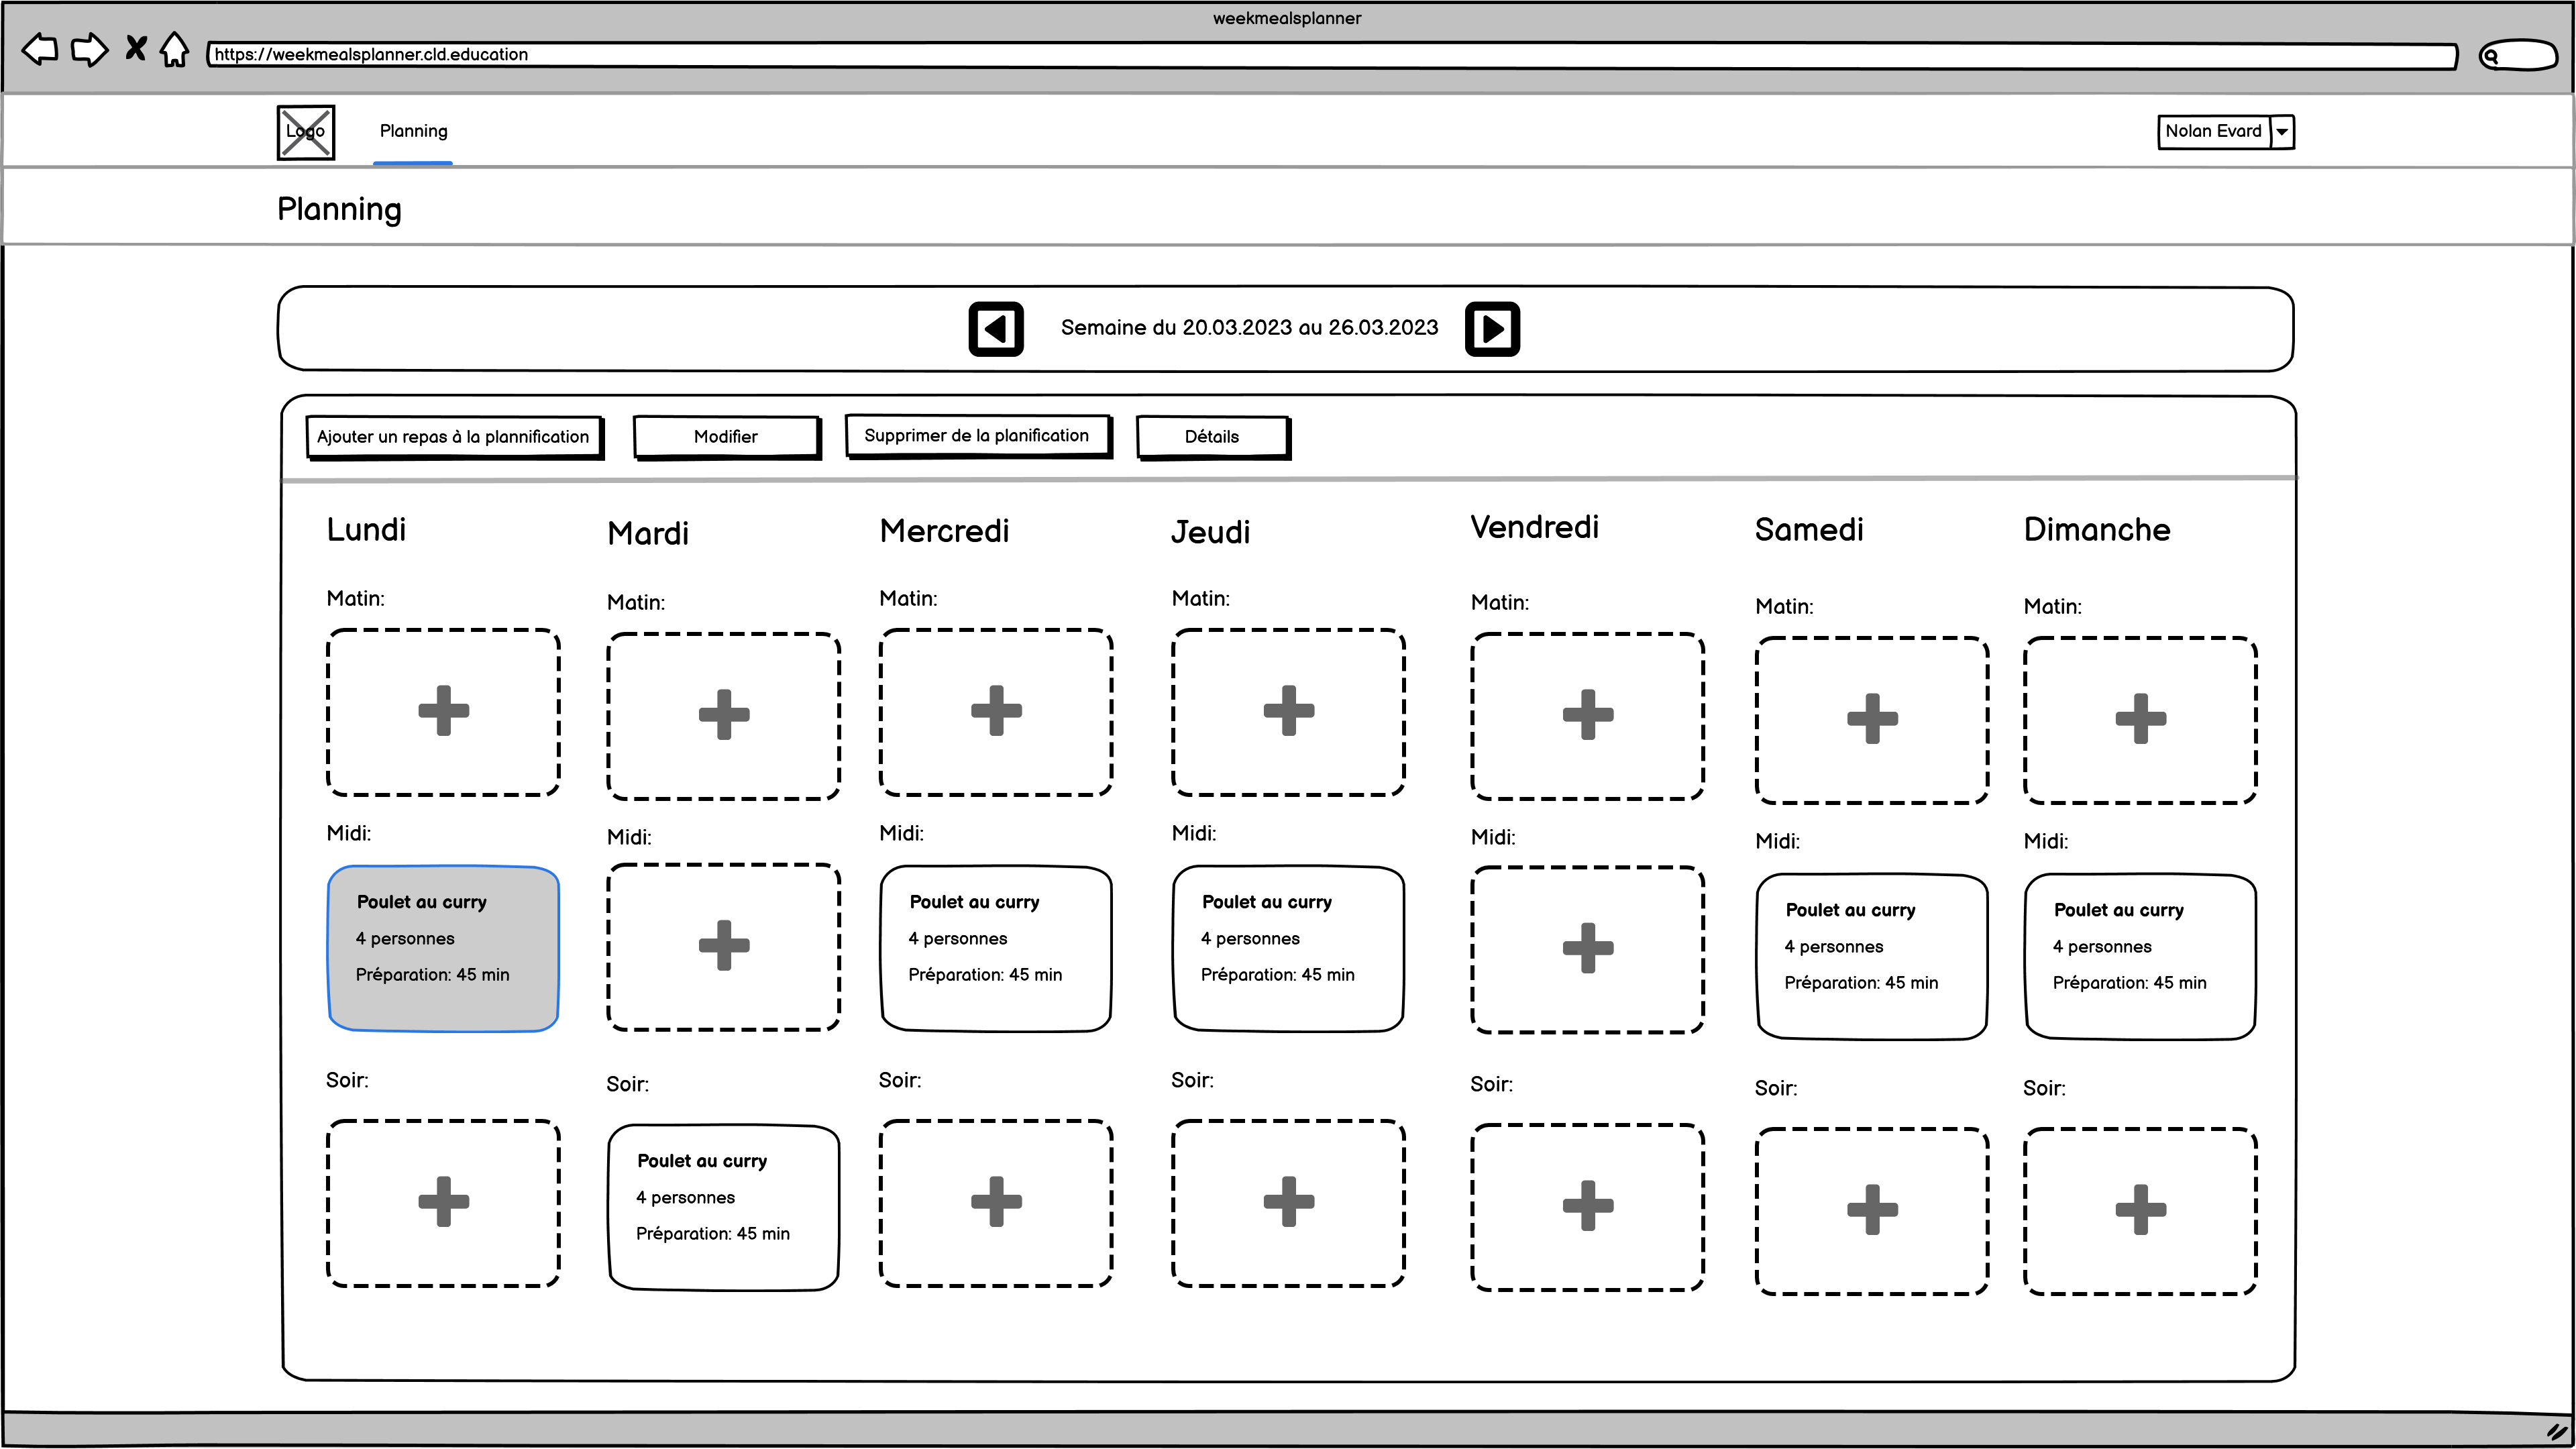 weekmealsplanner
https://weekmealsplanner.cld.education
Logo
Planning
Nolan Evard
Planning
Semaine du 20.03.2023 au 26.03.2023
Ajouter un repas à la plannification
Modifier
Supprimer de la planification
Détails
Lundi
Mardi
Mercredi
Jeudi
Vendredi
Samedi
Dimanche
Matin:
Matin:
Matin:
Matin:
Matin:
Matin:
Matin:
Midi:
Midi:
Midi:
Midi:
Midi:
Midi:
Midi:
Poulet au curry
4 personnes
Préparation: 45 min
Poulet au curry
4 personnes
Préparation: 45 min
Poulet au curry
4 personnes
Préparation: 45 min
Poulet au curry
4 personnes
Préparation: 45 min
Poulet au curry
4 personnes
Préparation: 45 min
Soir:
Soir:
Soir:
Soir:
Soir:
Soir:
Soir:
Poulet au curry
4 personnes
Préparation: 45 min